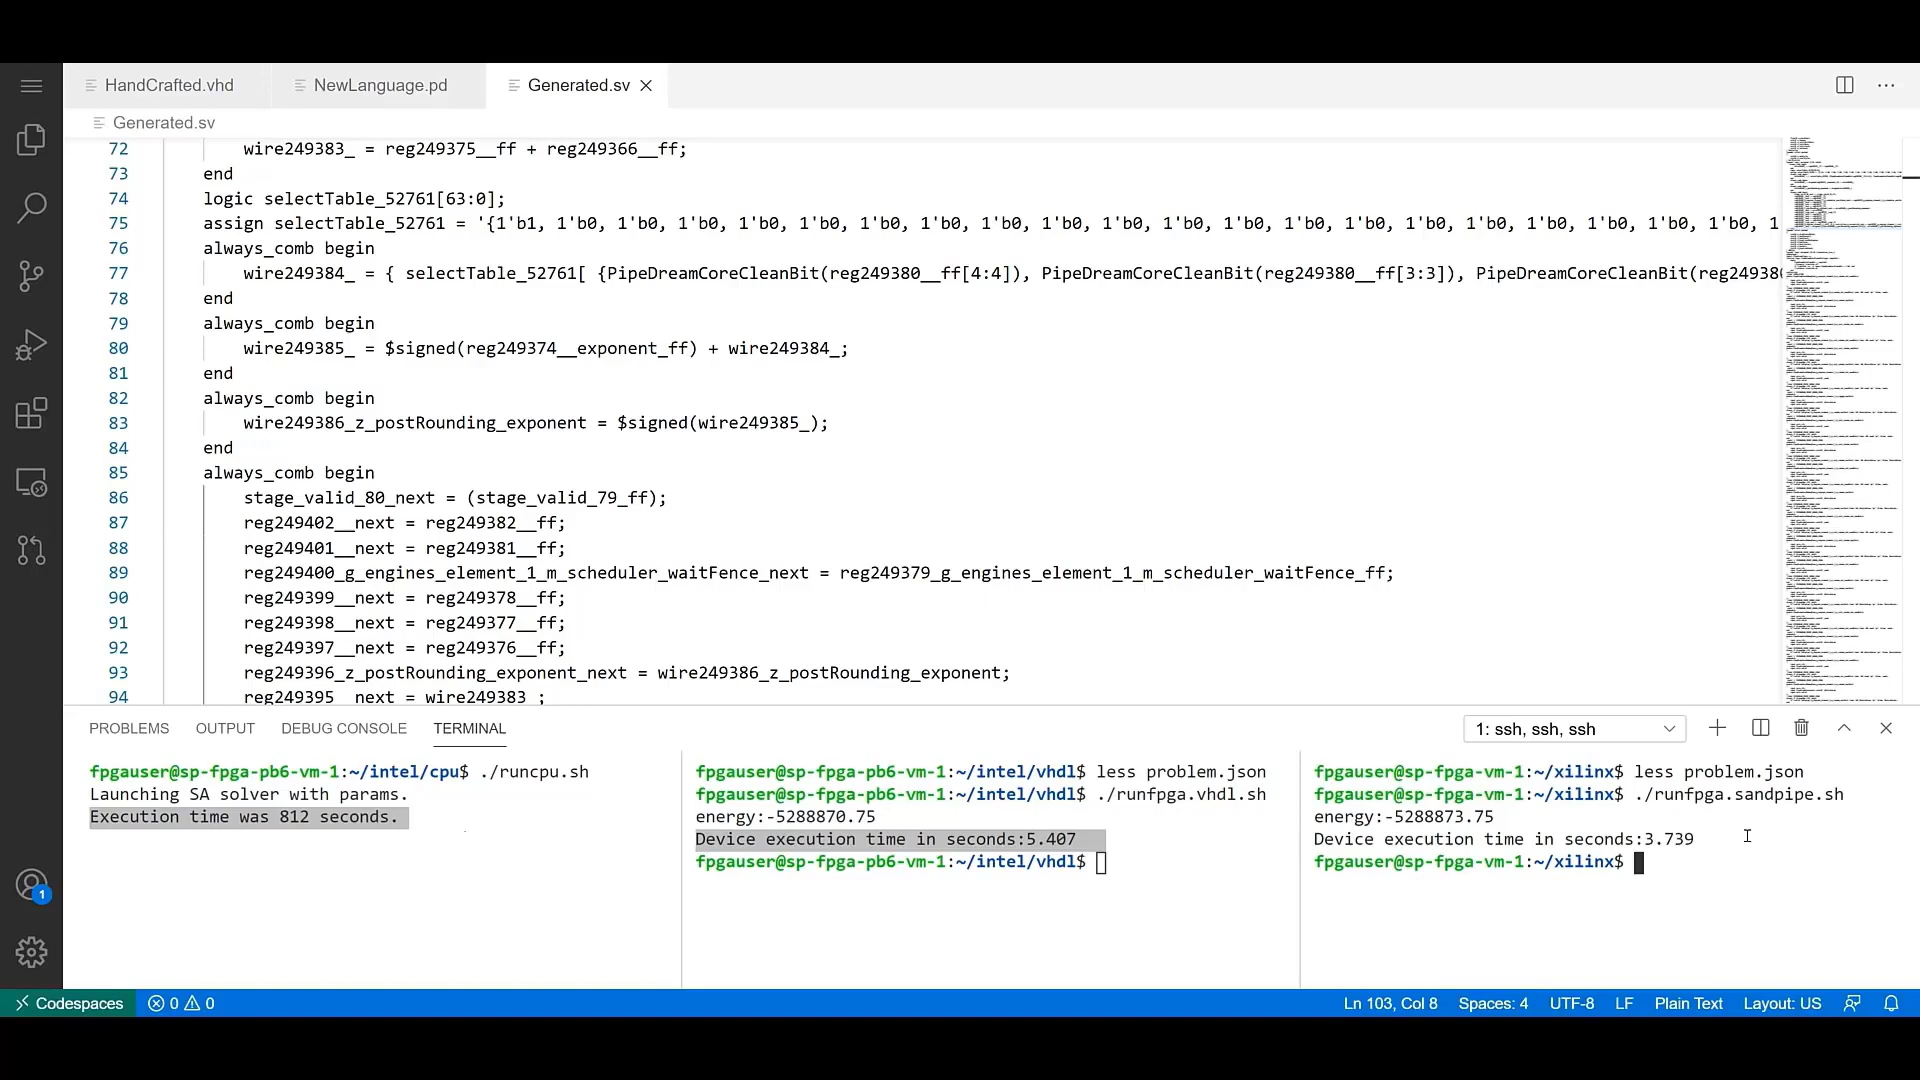 HandCrafted.vhd
NewLanguage.pd
Generated.sv
Generated.sv
72 wire249383_ = reg249375__ff + reg249366__ff;
73 end
74 logic selectTable_52761[63:0];
75 assign selectTable_52761 = '{1'b1, 1'b0, 1'b0, 1'b0, 1'b0, 1'b0, 1'b0, 1'b0, 1'b0, 1'b0, 1'b0, 1'b0, 1'b0, 1'b0, 1'b0, 1'b0, 1'b0, 1'b0, 1'b0, 1'b0, 1'b0, 1
76 always_comb begin
77 wire249384_ = { selectTable_52761[ {PipeDreamCoreCleanBit(reg249380__ff[4:4]), PipeDreamCoreCleanBit(reg249380__ff[3:3]), PipeDreamCoreCleanBit(reg24938
78 end
79 always_comb begin
80 wire249385_ = $signed(reg249374__exponent_ff) + wire249384_;
81 end
82 always_comb begin
83 wire249386_z_postRounding_exponent = $signed(wire249385_);
84 end
85 always_comb begin
86 stage_valid_80_next = (stage_valid_79_ff);
87 reg249402__next = reg249382__ff;
88 reg249401__next = reg249381__ff;
89 reg249400_g_engines_element_1_m_scheduler_waitFence_next = reg249379_g_engines_element_1_m_scheduler_waitFence_ff;
90 reg249399__next = reg249378__ff;
91 reg249398__next = reg249377__ff;
92 reg249397__next = reg249376__ff;
93 reg249396_z_postRounding_exponent_next = wire249386_z_postRounding_exponent;
94 reg249395__next = wire249383_;
PROBLEMS OUTPUT DEBUG CONSOLE TERMINAL
1: ssh, ssh, ssh
fpgauser@sp-fpga-pb6-vm-1:~/intel/cpu$ ./runcpu.sh
Launching SA solver with params.
Execution time was 812 seconds.
fpgauser@sp-fpga-pb6-vm-1:~/intel/vhdl$ less problem.json
fpgauser@sp-fpga-pb6-vm-1:~/intel/vhdl$ ./runfpga.vhdl.sh
energy:-5288870.75
Device execution time in seconds:5.407
fpgauser@sp-fpga-pb6-vm-1:~/intel/vhdl$
fpgauser@sp-fpga-vm-1:~/xilinx$ less problem.json
fpgauser@sp-fpga-vm-1:~/xilinx$ ./runfpga.sandpipe.sh
energy:-5288873.75
Device execution time in seconds:3.739
fpgauser@sp-fpga-vm-1:~/xilinx$
1
Codespaces 0 0
Ln 103, Col 8 Spaces: 4 UTF-8 LF Plain Text Layout: US